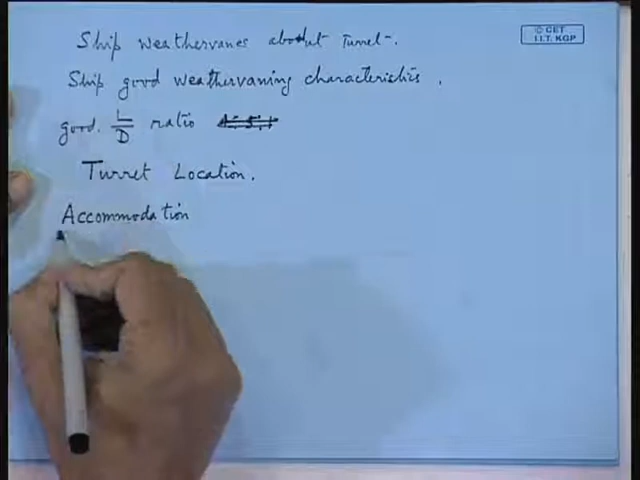 © CET
I.I.T. KGP
Ship weathervanes about Turret.
Ship good weathervaning characteristics.
good. L/D ratio
Turret Location.
Accommodation